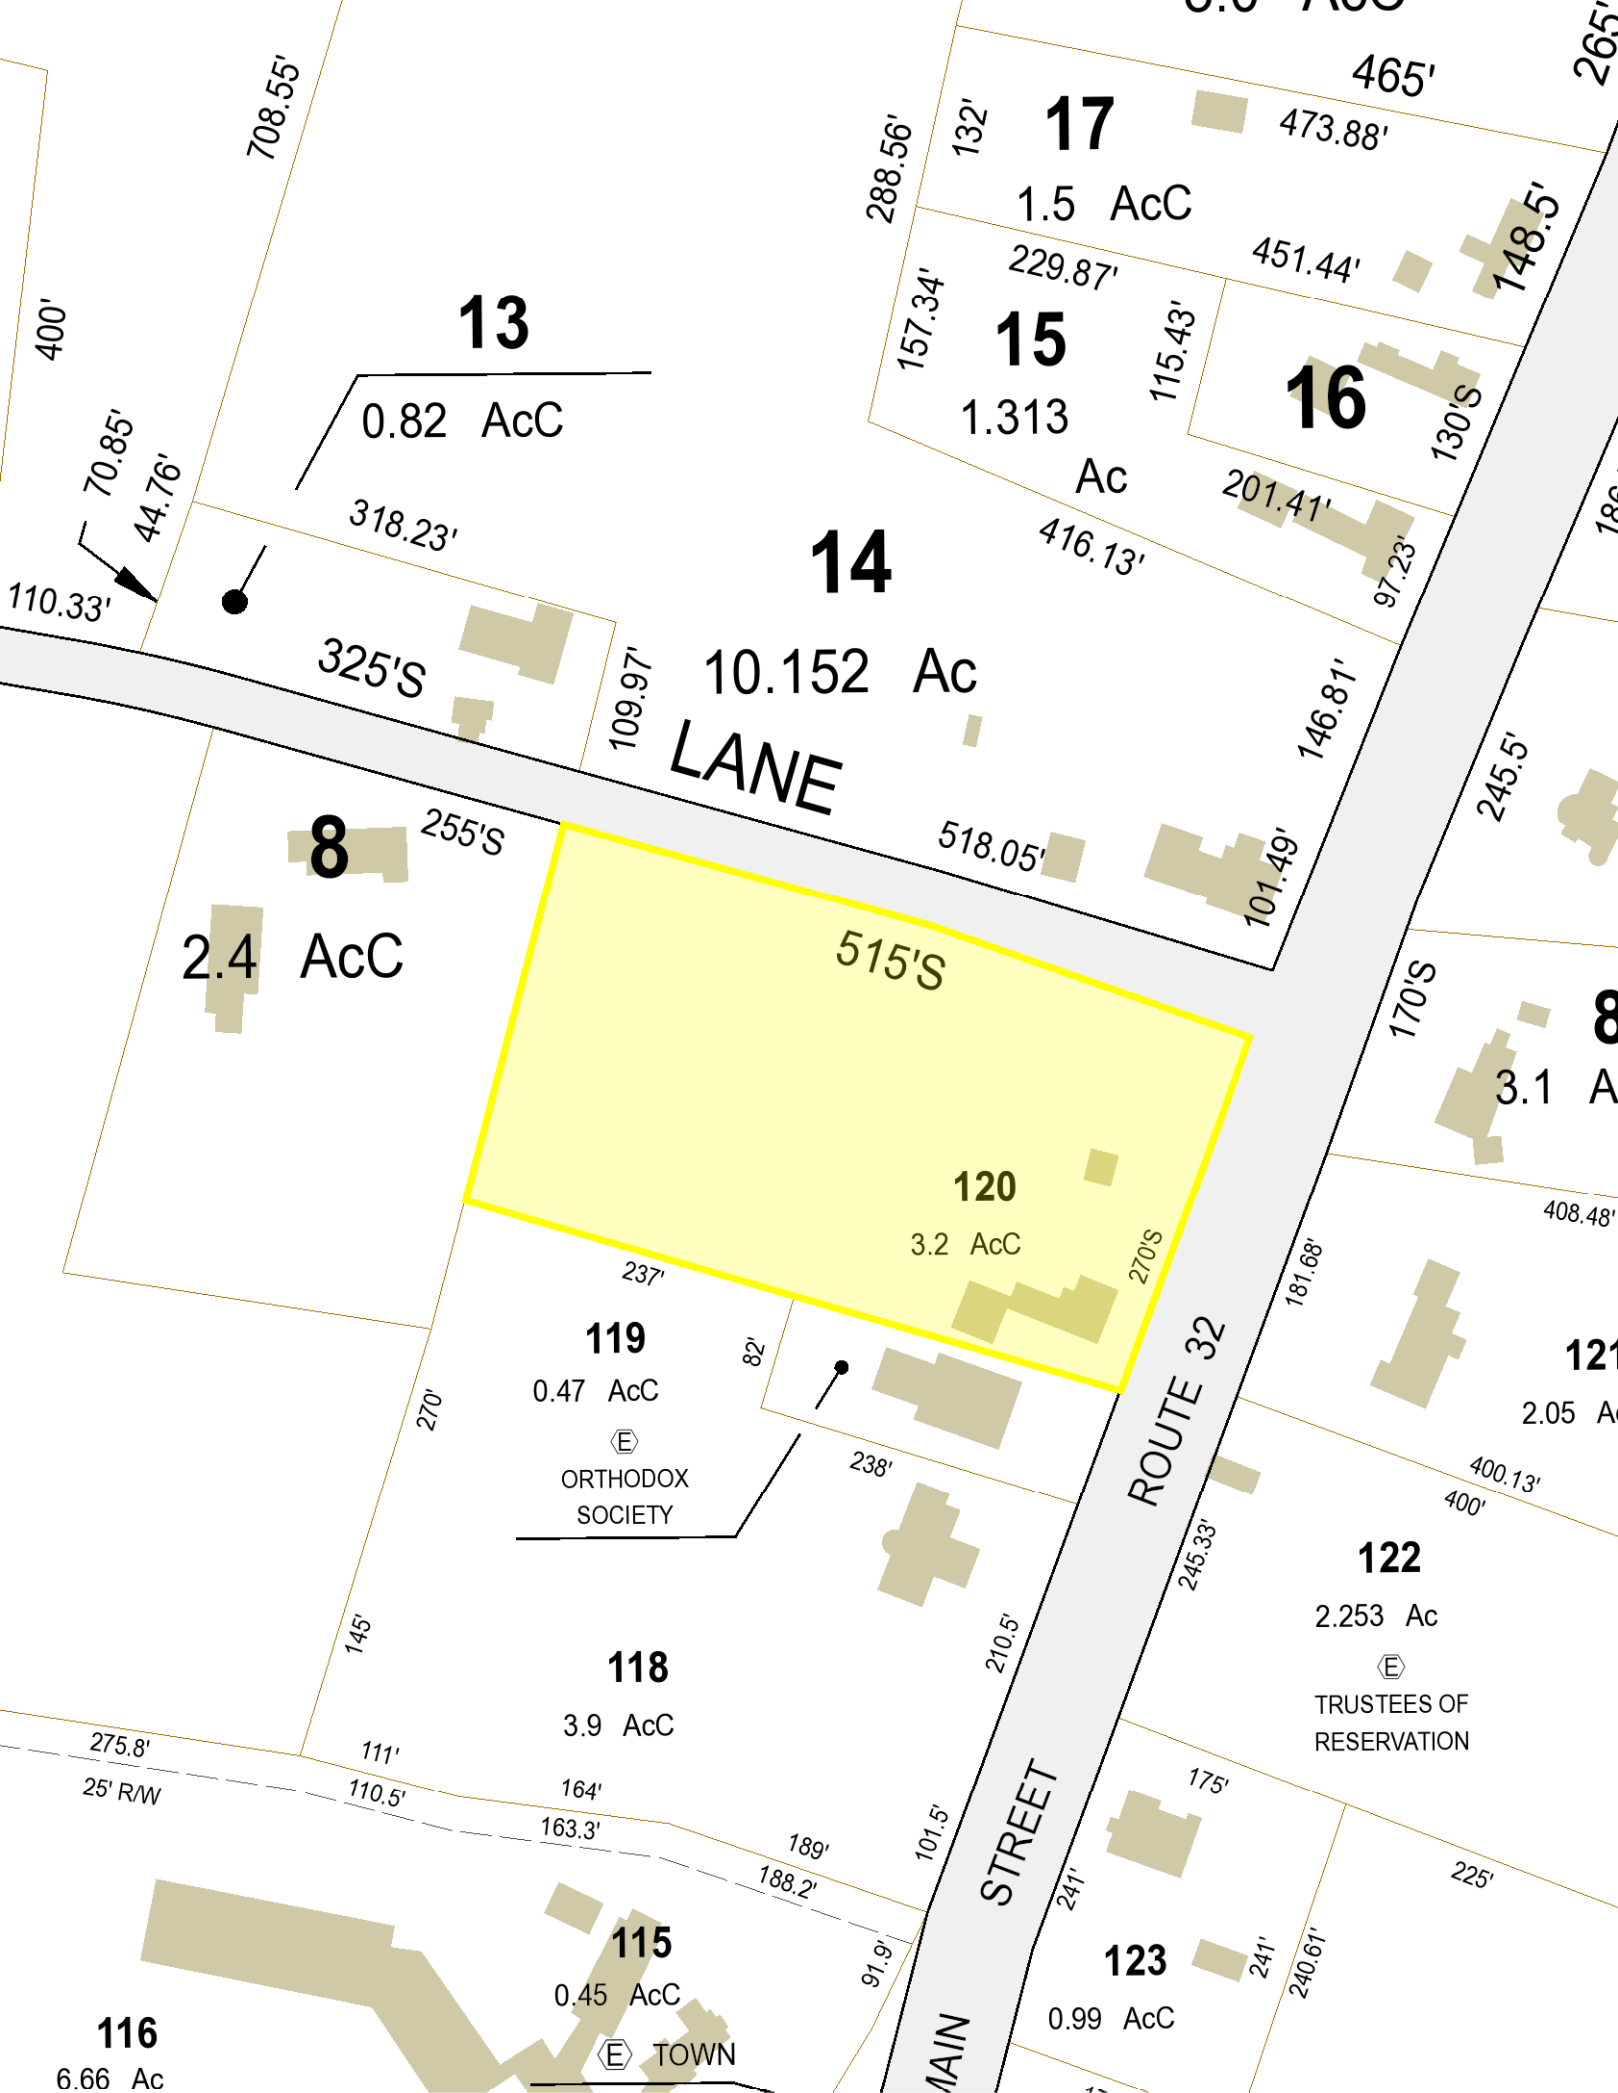 465'
265'
708.55'
132'
17
473.88'
288.56'
1.5 AcC
148.5'
229.87'
451.44'
157.34'
13
400'
15
115.43'
16
0.82 AcC
1.313
Ac
130'S
70.85'
44.76'
201.41'
318.23'
416.13'
14
97.23'
110.33'
325'S
10.152 Ac
109.97'
146.81'
LANE
245.5'
255'S
8
518.05'
101.49'
2.4 AcC
515'S
170'S
8
3.1
120
3.2 AcC
270'S
408.48'
181.68'
237'
119
82'
0.47 AcC
E
ORTHODOX
SOCIETY
270'
238'
ROUTE 32
121
2.05
400.13'
400'
245.33'
122
2.253 Ac
E
TRUSTEES OF
RESERVATION
145'
210.5'
118
3.9 AcC
275.8'
25' R/W
111'
110.5'
164'
163.3'
189'
188.2'
101.5'
STREET
175'
225'
241'
91.9'
115
0.45 AcC
E TOWN
123
0.99 AcC
241'
240.61'
116
6.66 Ac
MAIN